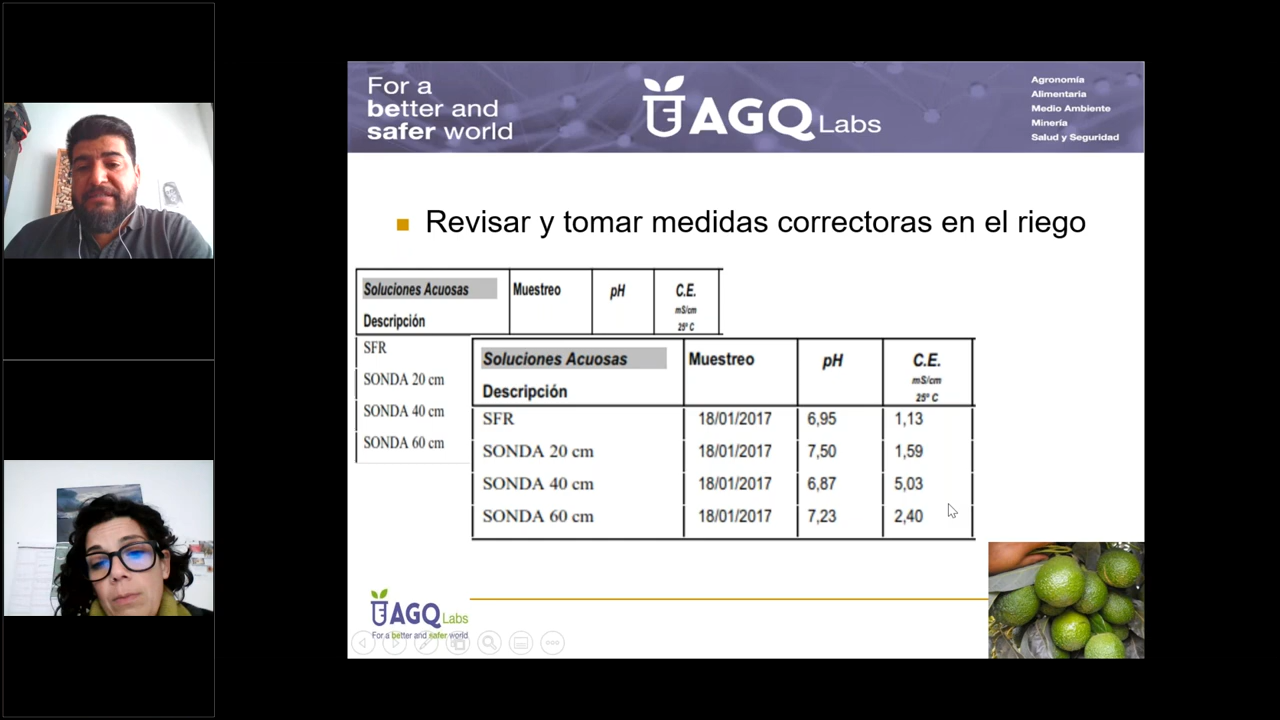 For a
better and
safer world
AGQ Labs
Agronomía
Alimentaria
Medio Ambiente
Minería
Salud y Seguridad
Revisar y tomar medidas correctoras en el riego
Soluciones Acuosas
Descripción
Muestreo
pH
C.E.
mS/cm
25º C
SFR
SONDA 20 cm
SONDA 40 cm
SONDA 60 cm
Soluciones Acuosas
Descripción
Muestreo
pH
C.E.
mS/cm
25º C
SFR 18/01/2017 6,95 1,13
SONDA 20 cm 18/01/2017 7,50 1,59
SONDA 40 cm 18/01/2017 6,87 5,03
SONDA 60 cm 18/01/2017 7,23 2,40
AGQ Labs
For a better and safer world